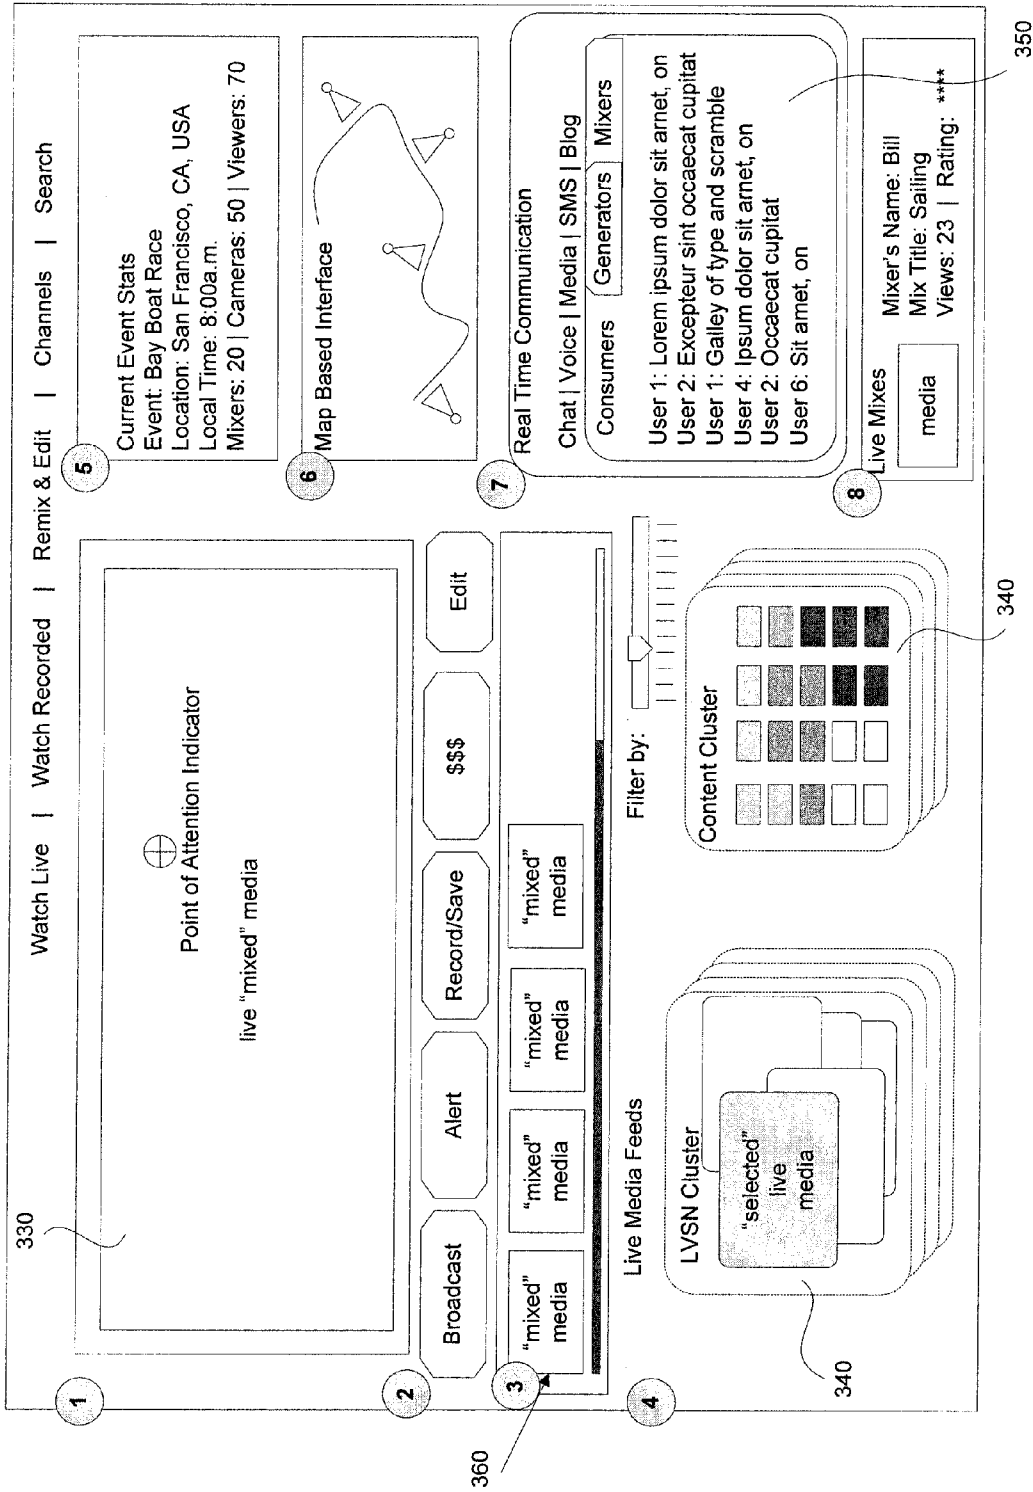 Watch Live | Watch Recorded | Remix & Edit | Channels | Search
330
1
Point of Attention Indicator
live "mixed" media
2
Broadcast
Alert
Record/Save
$$$
Edit
360
3
"mixed"
media
"mixed"
media
"mixed"
media
"mixed"
media
4
Live Media Feeds
LVSN Cluster
"selected"
live
media
340
Filter by:
Content Cluster
340
5
Current Event Stats
Event: Bay Boat Race
Location: San Francisco, CA, USA
Local Time: 8:00a.m.
Mixers: 20 | Cameras: 50 | Viewers: 70
6
Map Based Interface
7
Real Time Communication
Chat | Voice | Media | SMS | Blog
Consumers
Generators
Mixers
User 1: Lorem ipsum dolor sit amet, on
User 2: Excepteur sint occaecat cupitat
User 1: Galley of type and scramble
User 4: Ipsum dolor sit amet, on
User 2: Occaecat cupitat
User 6: Sit amet, on
350
8
Live Mixes
media
Mixer's Name: Bill
Mix Title: Sailing
Views: 23 | Rating: ****